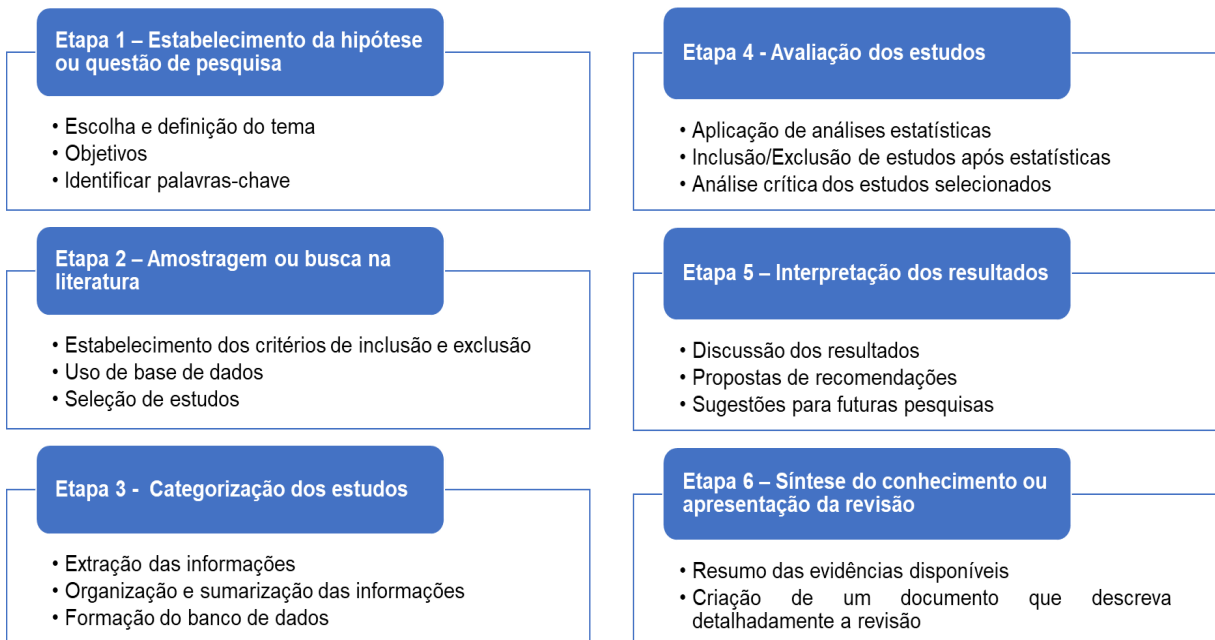 Etapa 1 – Estabelecimento da hipótese
ou questão de pesquisa
• Escolha e definição do tema
• Objetivos
• Identificar palavras-chave
Etapa 2 – Amostragem ou busca na
literatura
• Estabelecimento dos critérios de inclusão e exclusão
• Uso de base de dados
• Seleção de estudos
Etapa 3 - Categorização dos estudos
• Extração das informações
• Organização e sumarização das informações
• Formação do banco de dados
Etapa 4 - Avaliação dos estudos
• Aplicação de análises estatísticas
• Inclusão/Exclusão de estudos após estatísticas
• Análise crítica dos estudos selecionados
Etapa 5 – Interpretação dos resultados
• Discussão dos resultados
• Propostas de recomendações
• Sugestões para futuras pesquisas
Etapa 6 – Síntese do conhecimento ou
apresentação da revisão
• Resumo das evidências disponíveis
• Criação de um documento que descreva
detalhadamente a revisão